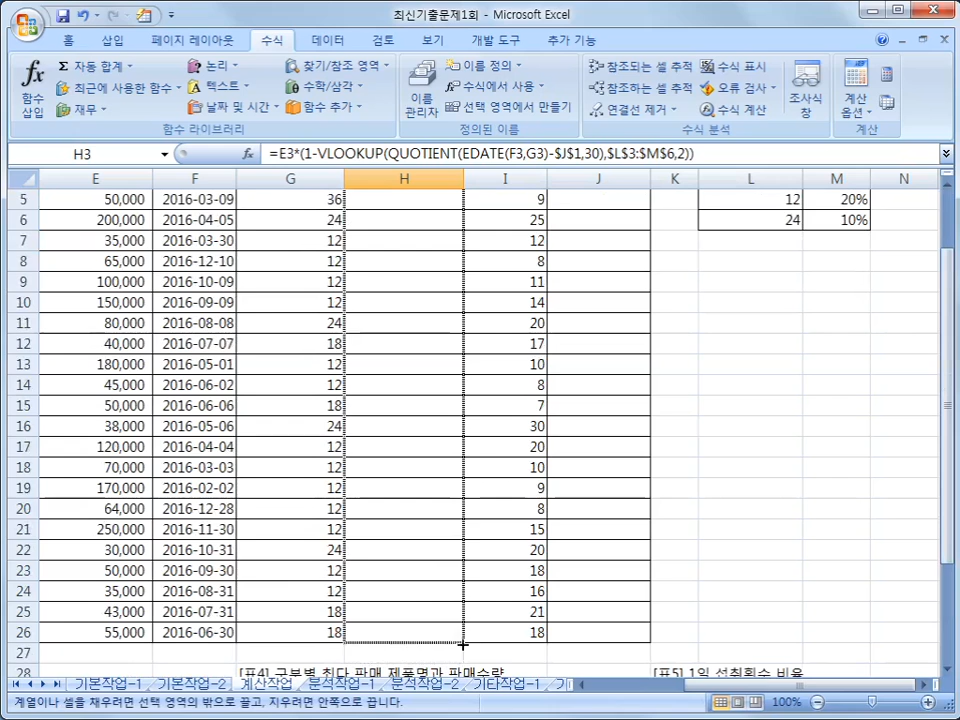 최신기출문제1회 - Microsoft Excel
홈 삽입 페이지 레이아웃 수식 데이터 검토 보기 개발 도구 추가 기능
fx 함수 삽입
Σ 자동 합계
최근에 사용한 함수
재무
논리
텍스트
날짜 및 시간
찾기/참조 영역
수학/삼각
함수 추가
함수 라이브러리
이름 관리자
이름 정의
수식에서 사용
선택 영역에서 만들기
정의된 이름
참조되는 셀 추적
참조하는 셀 추적
연결선 제거
수식 표시
오류 검사
수식 계산
수식 분석
조사식 창
계산 옵션
계산
H3 fx =E3*(1-VLOOKUP(QUOTIENT(EDATE(F3,G3)-$J$1,30),$L$3:$M$6,2))
E F G H I J K L M N
5 50,000 2016-03-09 36 9 12 20%
6 200,000 2016-04-05 24 25 24 10%
7 35,000 2016-03-30 12 12
8 65,000 2016-12-10 12 8
9 100,000 2016-10-09 12 11
10 150,000 2016-09-09 12 14
11 80,000 2016-08-08 24 20
12 40,000 2016-07-07 18 17
13 180,000 2016-05-01 12 10
14 45,000 2016-06-02 12 8
15 50,000 2016-06-06 18 7
16 38,000 2016-05-06 24 30
17 120,000 2016-04-04 12 20
18 70,000 2016-03-03 12 10
19 170,000 2016-02-02 12 9
20 64,000 2016-12-28 12 8
21 250,000 2016-11-30 12 15
22 30,000 2016-10-31 24 20
23 50,000 2016-09-30 12 18
24 35,000 2016-08-31 12 16
25 43,000 2016-07-31 18 21
26 55,000 2016-06-30 18 18
27
28 [표4] 구분별 최다 판매 제품명과 판매수량 [표5] 1일 섭취횟수 비율
기본작업-1 기본작업-2 계산작업 분석작업-1 분석작업-2 기타작업-1
계열이나 셀을 채우려면 선택 영역의 밖으로 끌고, 지우려면 안쪽으로 끕니다. 100%